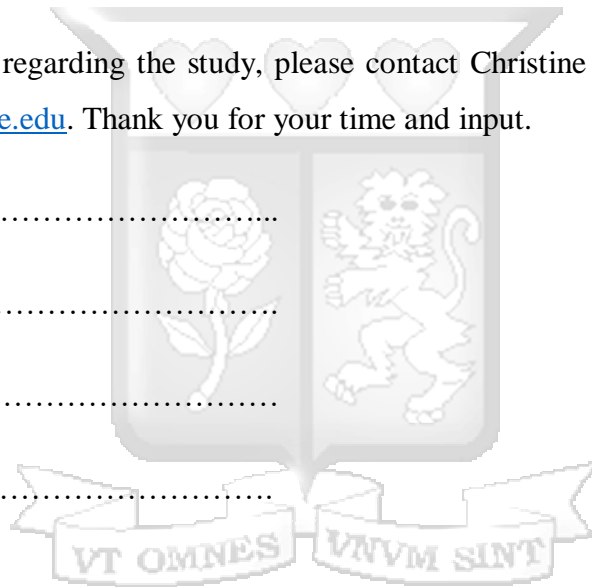 regarding the study, please contact Christine
e.edu. Thank you for your time and input.
………………………...
……………………….
………………………
……………………….
VT OMNES VNVM SINT